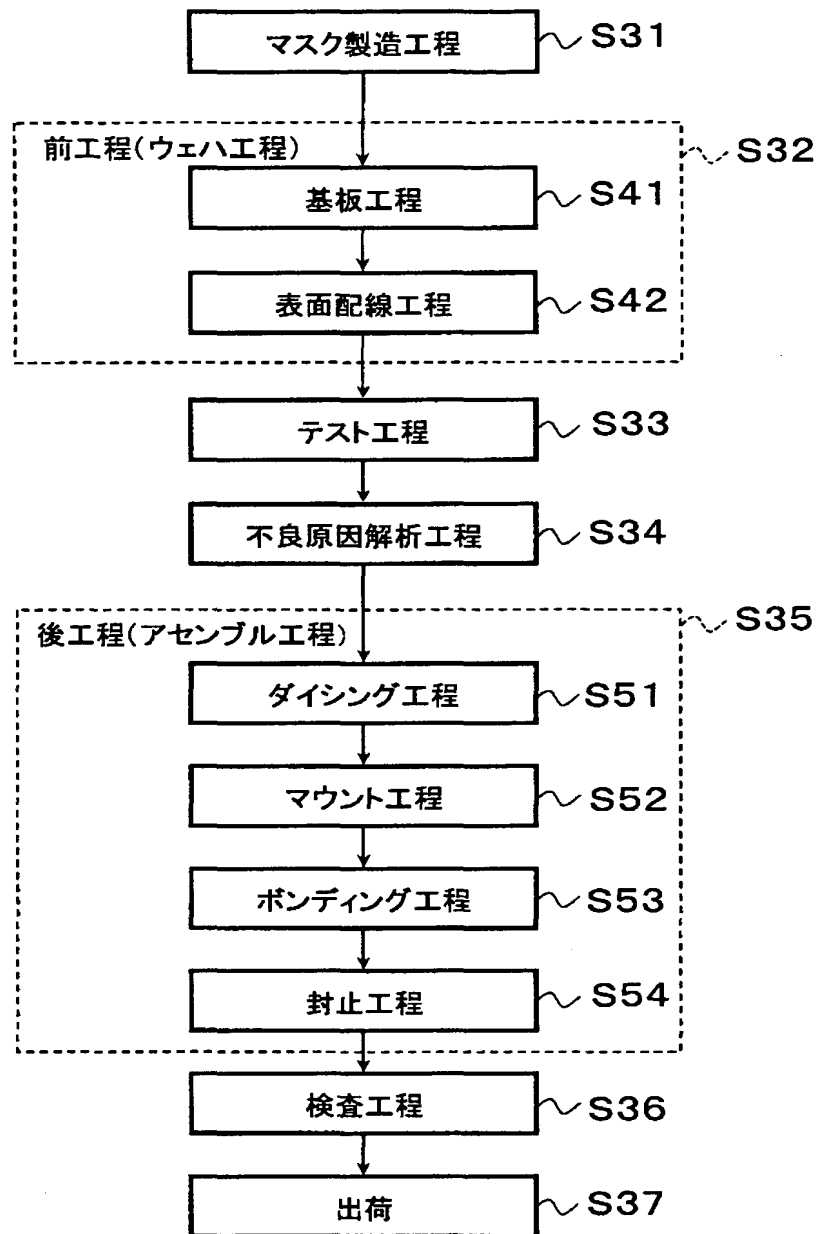 マスク製造工程 S31
前工程(ウェハ工程) S32
基板工程 S41
表面配線工程 S42
テスト工程 S33
不良原因解析工程 S34
後工程(アセンブル工程) S35
ダイシング工程 S51
マウント工程 S52
ボンディング工程 S53
封止工程 S54
検査工程 S36
出荷 S37